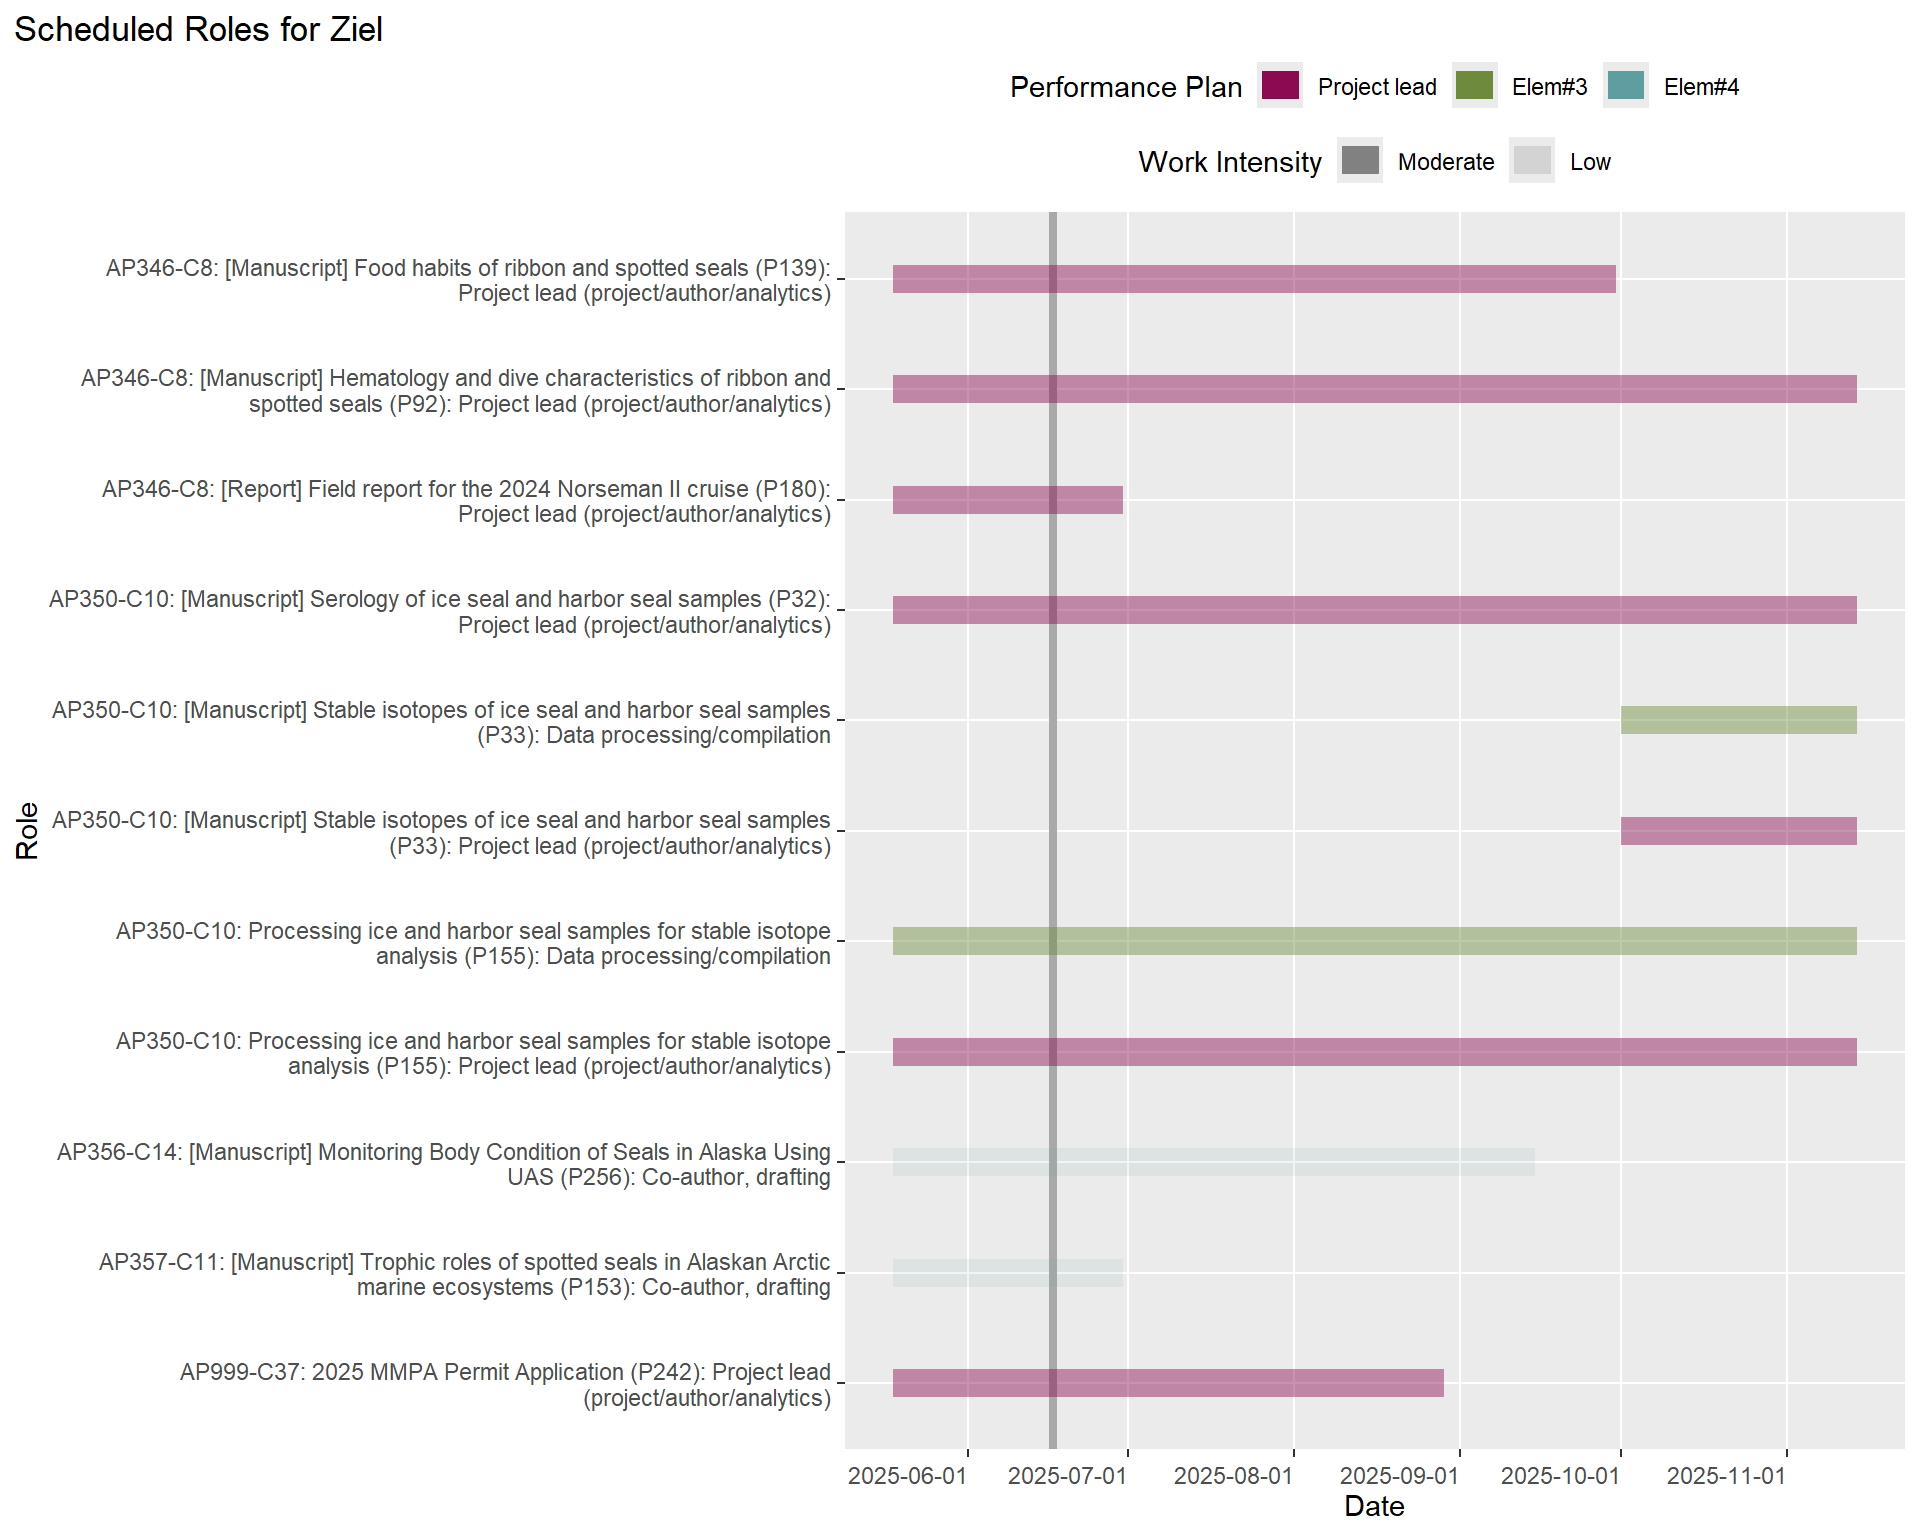 Scheduled Roles for Ziel
Performance Plan Project lead Elem#3 Elem#4
Work Intensity Moderate Low
AP346-C8: [Manuscript] Food habits of ribbon and spotted seals (P139):
Project lead (project/author/analytics)
AP346-C8: [Manuscript] Hematology and dive characteristics of ribbon and
spotted seals (P92): Project lead (project/author/analytics)
AP346-C8: [Report] Field report for the 2024 Norseman II cruise (P180):
Project lead (project/author/analytics)
AP350-C10: [Manuscript] Serology of ice seal and harbor seal samples (P32):
Project lead (project/author/analytics)
AP350-C10: [Manuscript] Stable isotopes of ice seal and harbor seal samples
(P33): Data processing/compilation
AP350-C10: [Manuscript] Stable isotopes of ice seal and harbor seal samples
(P33): Project lead (project/author/analytics)
AP350-C10: Processing ice and harbor seal samples for stable isotope
analysis (P155): Data processing/compilation
AP350-C10: Processing ice and harbor seal samples for stable isotope
analysis (P155): Project lead (project/author/analytics)
AP356-C14: [Manuscript] Monitoring Body Condition of Seals in Alaska Using
UAS (P256): Co-author, drafting
AP357-C11: [Manuscript] Trophic roles of spotted seals in Alaskan Arctic
marine ecosystems (P153): Co-author, drafting
AP999-C37: 2025 MMPA Permit Application (P242): Project lead
(project/author/analytics)
Role
2025-06-01 2025-07-01 2025-08-01 2025-09-01 2025-10-01 2025-11-01
Date